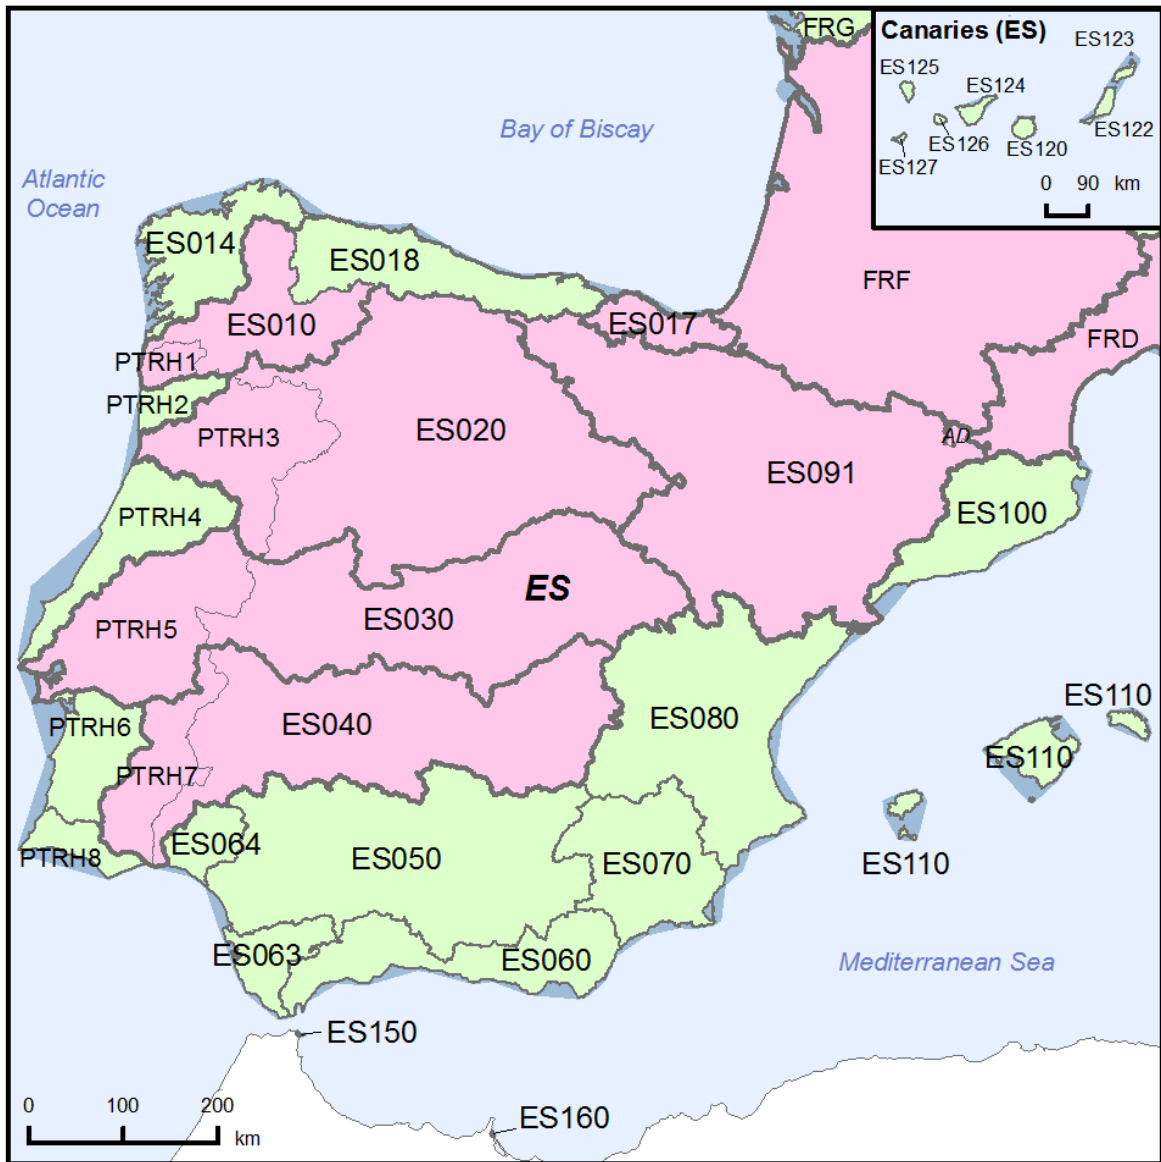 FRG
Canaries (ES)
ES123
ES125
ES124
ES122
ES126
ES120
ES127
0 90 km
Bay of Biscay
Atlantic
Ocean
ES014
ES018
FRF
ES010
ES017
FRD
PTRH1
PTRH2
PTRH3
ES020
AD
ES091
ES100
PTRH4
ES
ES030
PTRH5
ES110
ES080
ES040
PTRH6
ES110
PTRH7
ES064
ES050
ES070
PTRH8
ES110
ES063
ES060
Mediterranean Sea
ES150
0 100 200
km
ES160